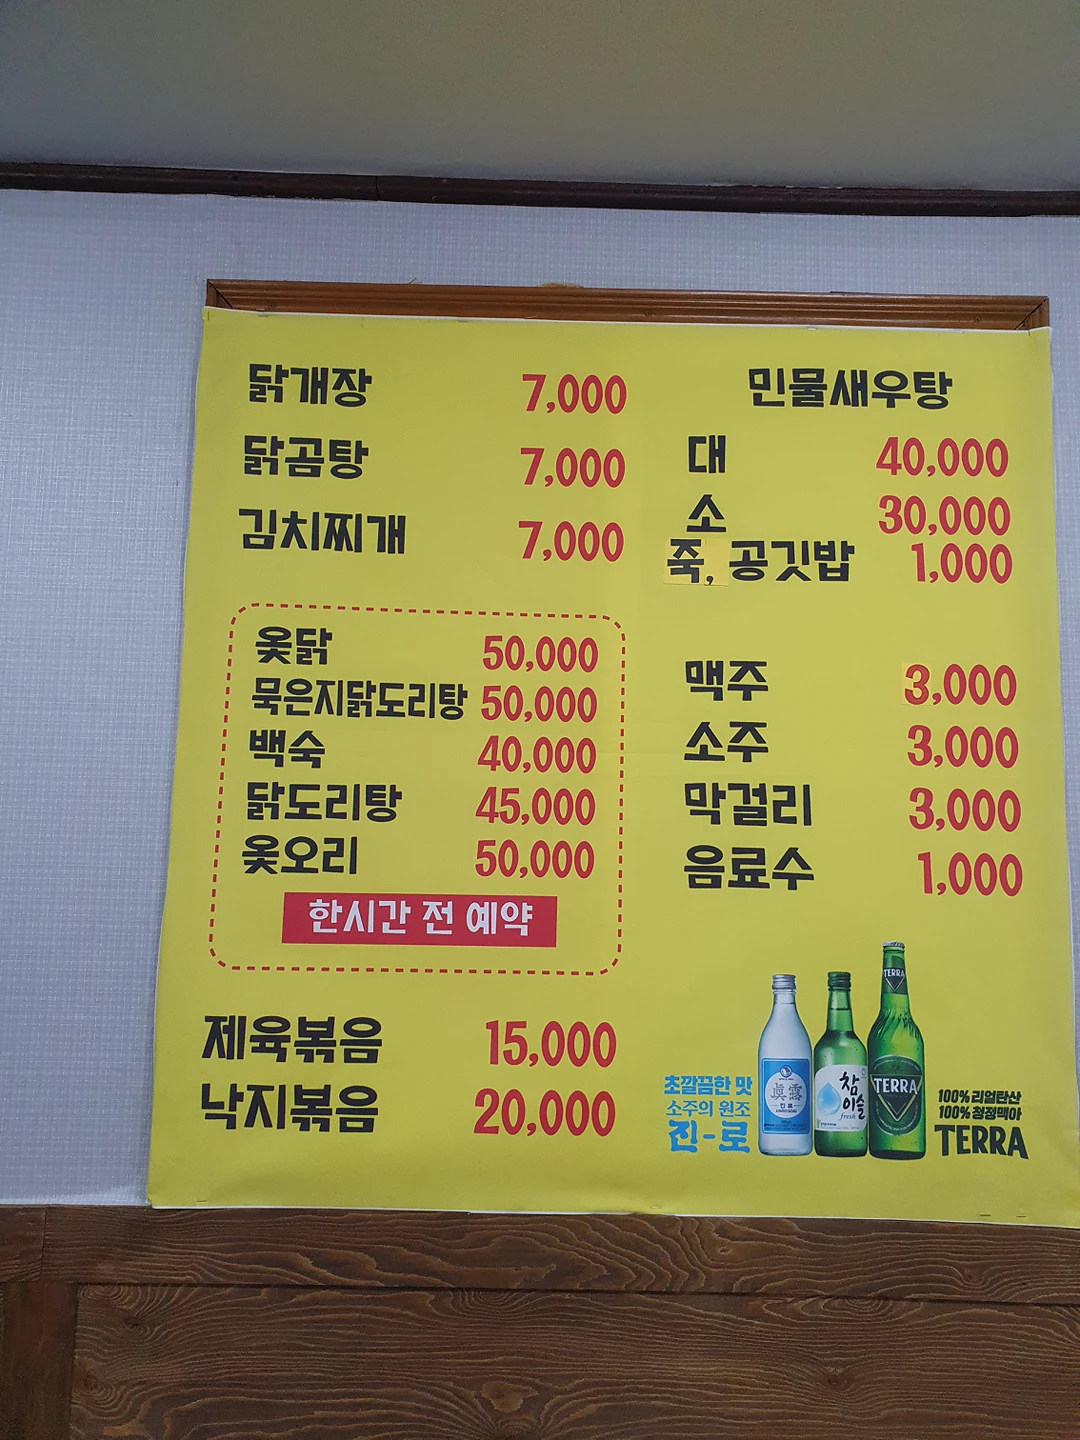 닭개장 7,000
닭곰탕 7,000
김치찌개 7,000
옻닭 50,000
묵은지닭도리탕 50,000
백숙 40,000
닭도리탕 45,000
옻오리 50,000
한시간 전 예약
제육볶음 15,000
낙지볶음 20,000
민물새우탕
대 40,000
소 30,000
죽, 공깃밥 1,000
맥주 3,000
소주 3,000
막걸리 3,000
음료수 1,000
초깔끔한 맛
소주의 원조
진-로
眞露
진로
참
이슬
fresh
TERRA
TERRA
100% 리얼탄산
100% 청정맥아
TERRA